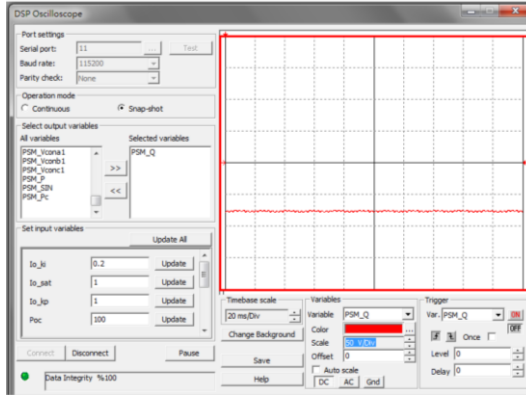 DSP Oscilloscope
Port settings
Serial port: 11 ... Test
Baud rate: 115200
Parity check: None
Operation mode
Continuous Snap-shot
Select output variables
All variables Selected variables
PSM_Vcona1 PSM_Q
PSM_Vconb1
PSM_Vconc1
PSM_P
PSM_SIN
PSM_Pc
>>
<<
Set input variables
Update All
Io_ki 0.2 Update
Io_sat 1 Update
Io_kp 1 Update
Poc 100 Update
Connect Disconnect Pause
Data Integrity %100
Timebase scale
20 ms/Div
Change Background
Save
Help
Variables
Variable PSM_Q
Color ...
Scale 50 V/Div
Offset 0
Auto scale
DC AC Gnd
Trigger
Var. PSM_Q ON
OFF
Once
Level 0
Delay 0